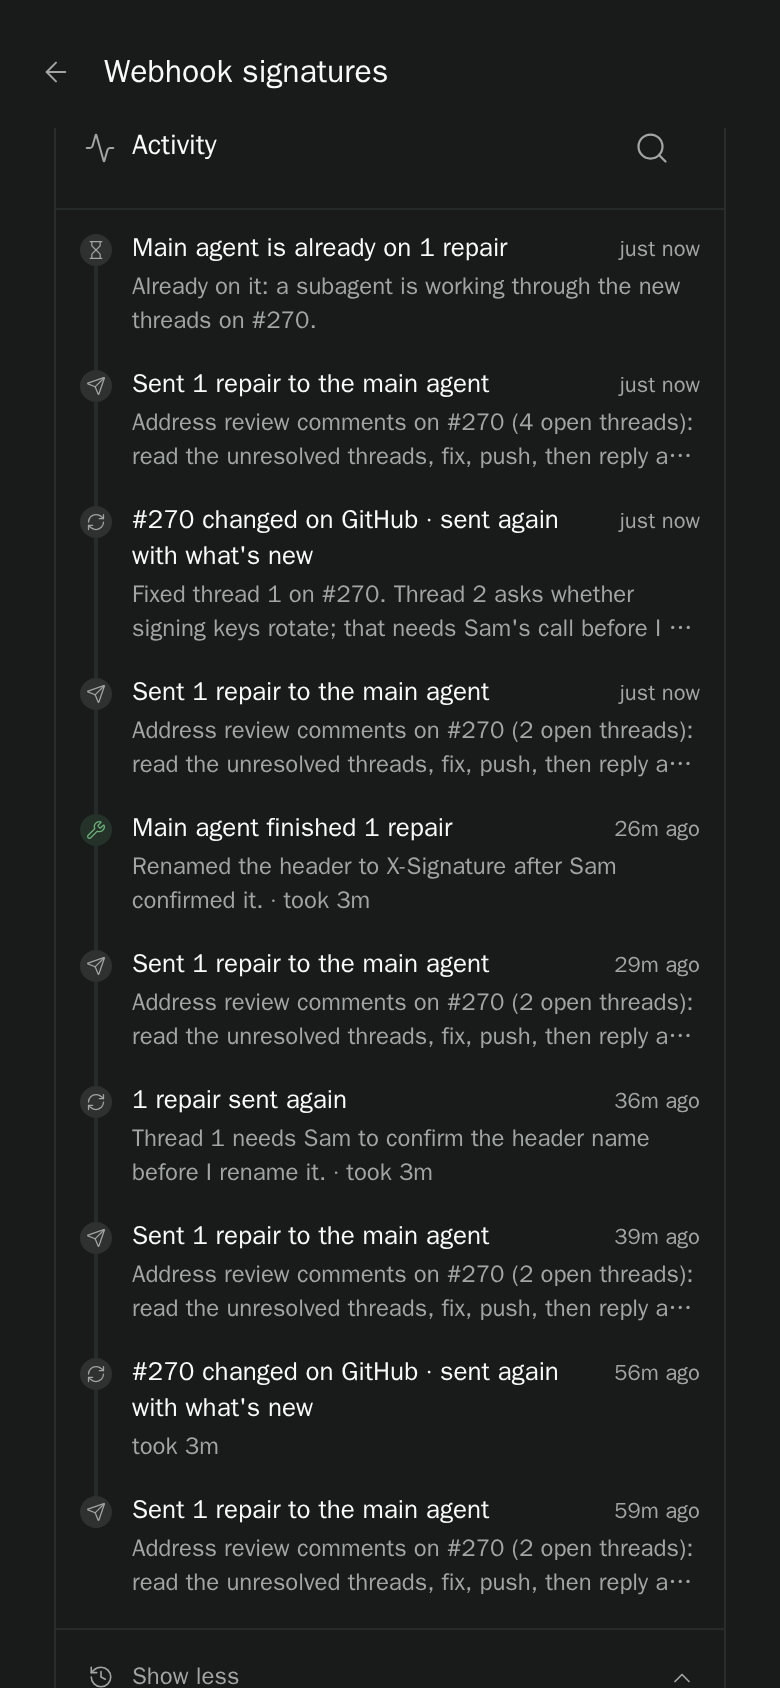 Webhook signatures
Activity
Main agent is already on 1 repair
just now
Already on it: a subagent is working through the new
threads on #270.
Sent 1 repair to the main agent
just now
Address review comments on #270 (4 open threads):
read the unresolved threads, fix, push, then reply a···
#270 changed on GitHub · sent again
just now
with what's new
Fixed thread 1 on #270. Thread 2 asks whether
signing keys rotate; that needs Sam's call before I ···
Sent 1 repair to the main agent
just now
Address review comments on #270 (2 open threads):
read the unresolved threads, fix, push, then reply a···
Main agent finished 1 repair
26m ago
Renamed the header to X-Signature after Sam
confirmed it. · took 3m
Sent 1 repair to the main agent
29m ago
Address review comments on #270 (2 open threads):
read the unresolved threads, fix, push, then reply a···
1 repair sent again
36m ago
Thread 1 needs Sam to confirm the header name
before I rename it. · took 3m
Sent 1 repair to the main agent
39m ago
Address review comments on #270 (2 open threads):
read the unresolved threads, fix, push, then reply a···
#270 changed on GitHub · sent again
56m ago
with what's new
took 3m
Sent 1 repair to the main agent
59m ago
Address review comments on #270 (2 open threads):
read the unresolved threads, fix, push, then reply a···
Show less